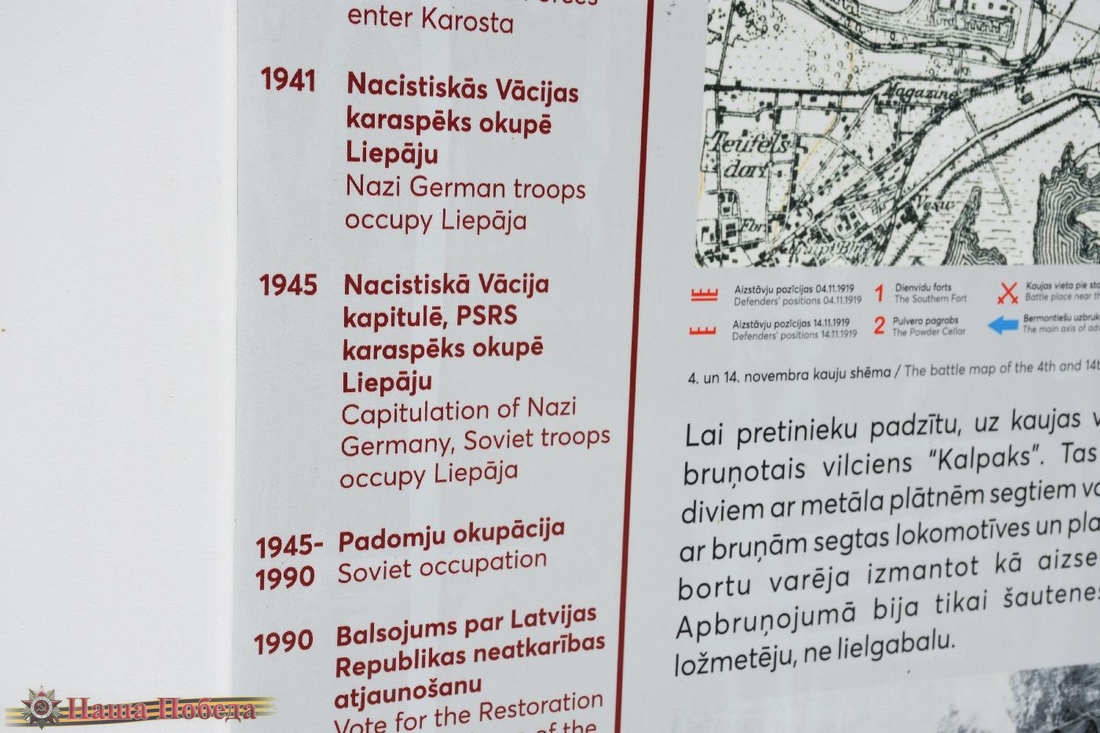 enter Karosta
1941
Nacistiskās Vācijas
karaspēks okupē
Liepāju
Nazi German troops
occupy Liepāja
1945
Nacistiskā Vācija
kapitulē, PSRS
karaspēks okupē
Liepāju
Capitulation of Nazi
Germany, Soviet troops
occupy Liepāja
1945-
1990
Padomju okupācija
Soviet occupation
1990
Balsojums par Latvijas
Republikas neatkarības
atjaunošanu
Vote for the Restoration
of the
Magazine
Teufels-
dorf
Aizstāvju pozīcijas 04.11.1919
Defenders' positions 04.11.1919
Aizstāvju pozīcijas 14.11.1919
Defenders' positions 14.11.1919
1
Dienvidu forts
The Southern Fort
2
Pulvera pagrabs
The Powder Cellar
Kaujas vieta pie
Battle place near
Bermontiešu
The main axis of
4. un 14. novembra kauju shēma / The battle map of the 4th and
Lai pretinieku padzītu, uz kaujas
bruņotais vilciens "Kalpaks". Tas
diviem ar metāla plātnēm segtiem
ar bruņām segtas lokomotīves un
bortu varēja izmantot kā
Apbruņojumā bija tikai
ložmetēju, ne lielgabalu.
Наша Победа